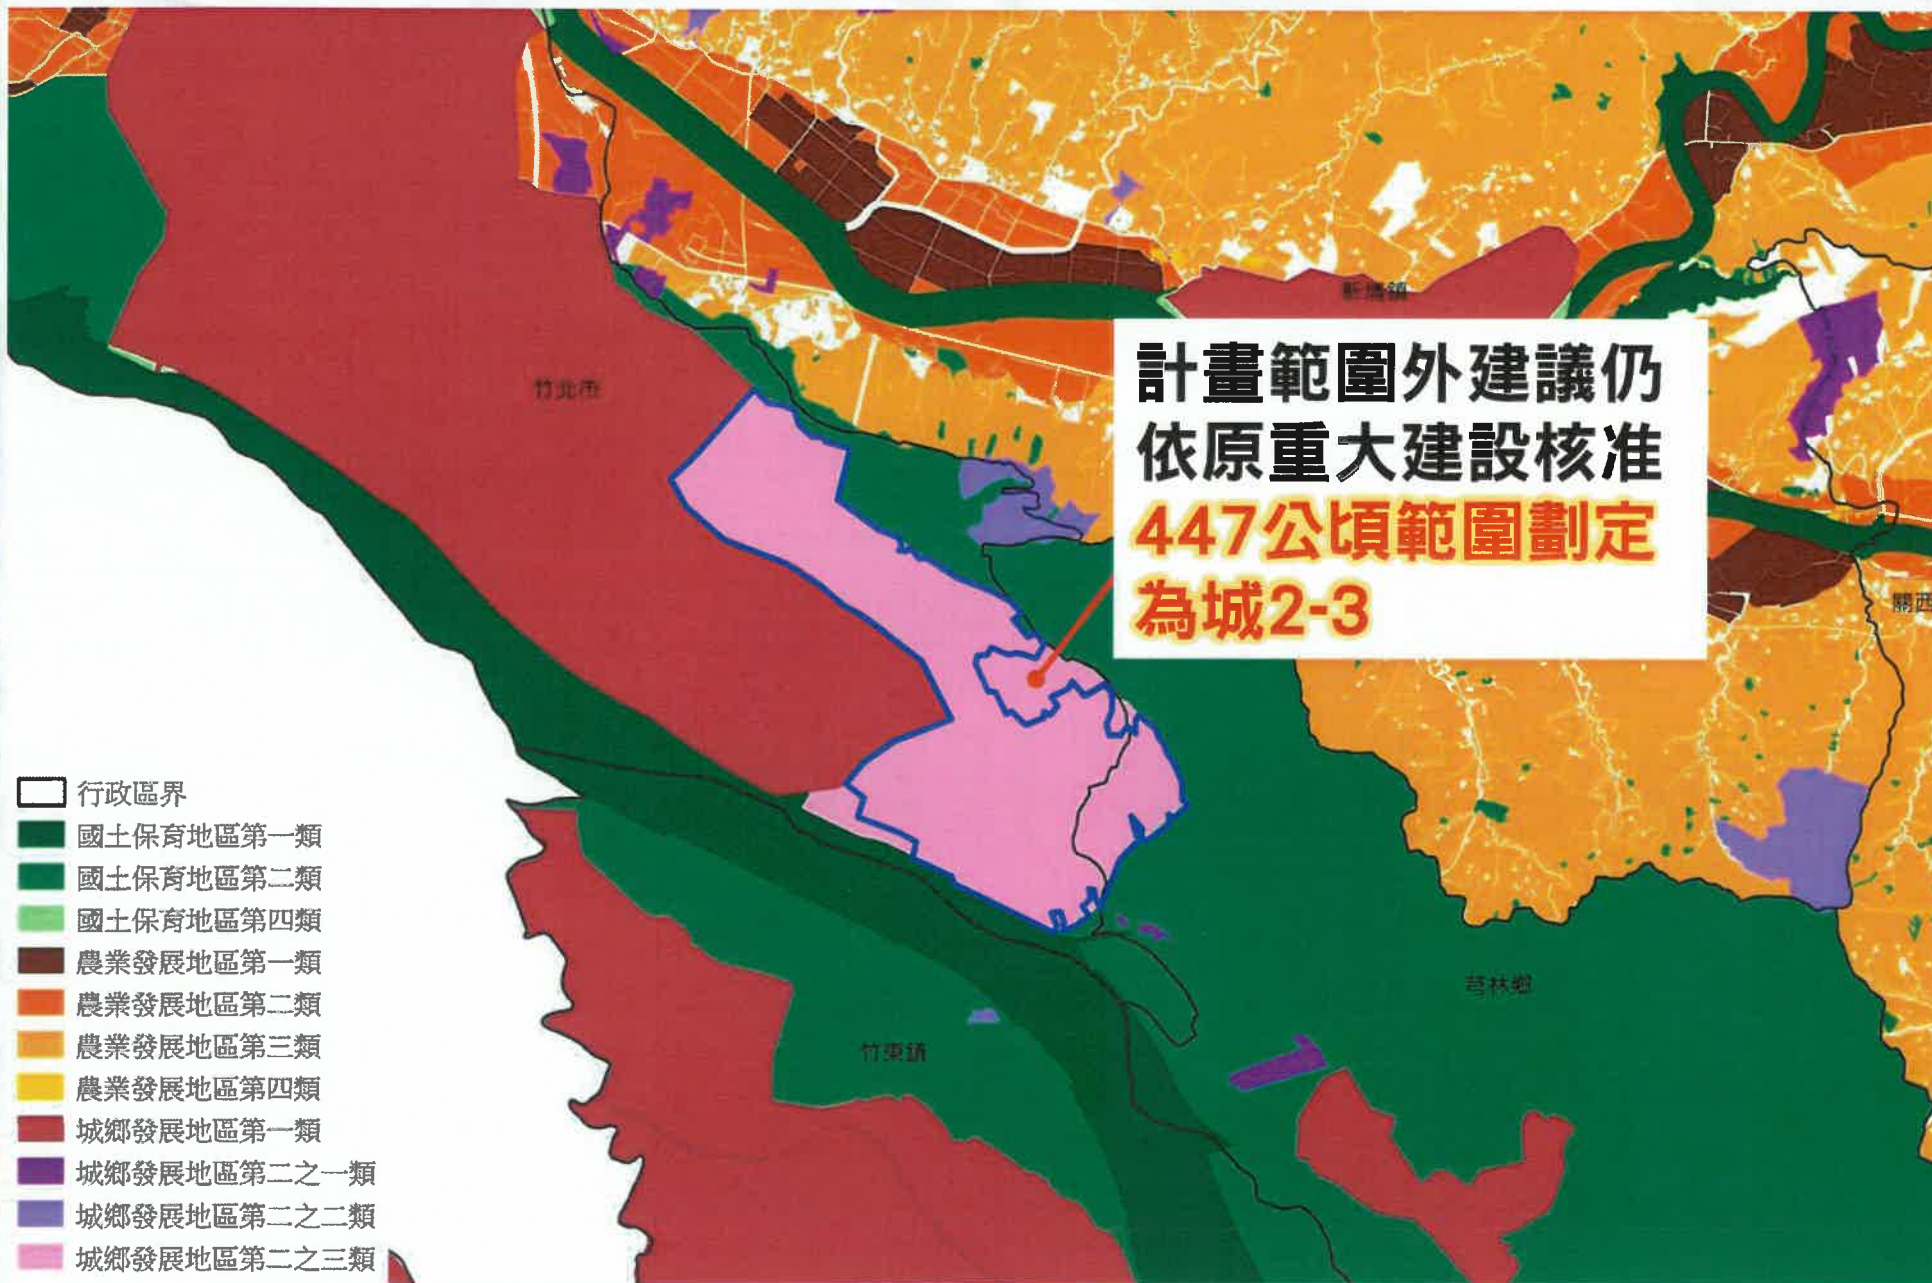 新埔鎮
竹北市
計畫範圍外建議仍
依原重大建設核准
447公頃範圍劃定
為城2-3
關西
芎林鄉
竹東鎮
行政區界
國土保育地區第一類
國土保育地區第二類
國土保育地區第四類
農業發展地區第一類
農業發展地區第二類
農業發展地區第三類
農業發展地區第四類
城鄉發展地區第一類
城鄉發展地區第二之一類
城鄉發展地區第二之二類
城鄉發展地區第二之三類